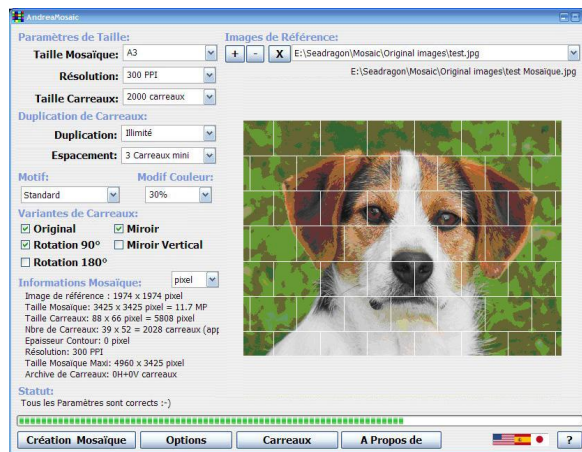 AndreaMosaic
Paramètres de Taille:
Taille Mosaïque: A3
Résolution: 300 PPI
Taille Carreaux: 2000 carreaux
Duplication de Carreaux:
Duplication: Illimité
Espacement: 3 Carreaux mini
Motif: Modif Couleur:
Standard 30%
Variantes de Carreaux:
Original Miroir
Rotation 90° Miroir Vertical
Rotation 180°
Informations Mosaïque: pixel
Image de référence : 1974 x 1974 pixel
Taille Mosaïque: 3425 x 3425 pixel = 11.7 MP
Taille Carreaux: 88 x 66 pixel = 5808 pixel
Nbre de Carreaux: 39 x 52 = 2028 carreaux (app
Epaisseur Contour: 0 pixel
Résolution: 300 PPI
Taille Mosaïque Maxi: 4960 x 3425 pixel
Archive de Carreaux: 0H+0V carreaux
Statut:
Tous les Paramètres sont corrects :-)
Images de Référence:
+ - X E:\Seadragon\Mosaic\Original images\test.jpg
E:\Seadragon\Mosaic\Original images\test Mosaïque.jpg
Création Mosaïque Options Carreaux A Propos de ?